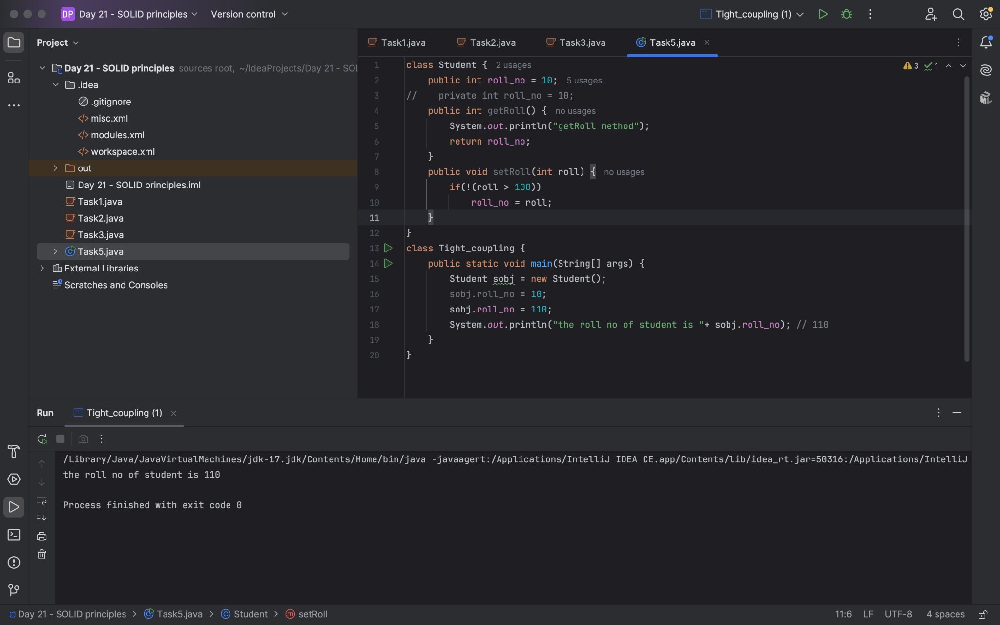 DP Day 21 - SOLID principles Version control Tight_coupling (1)
Project
Day 21 - SOLID principles sources root, ~/IdeaProjects/Day 21 - SOL
.idea
.gitignore
</> misc.xml
</> modules.xml
</> workspace.xml
out
Day 21 - SOLID principles.iml
Task1.java
Task2.java
Task3.java
Task5.java
External Libraries
Scratches and Consoles
Task1.java Task2.java Task3.java Task5.java
3 1
1 class Student { 2 usages
2 public int roll_no = 10; 5 usages
3 // private int roll_no = 10;
4 public int getRoll() { no usages
5 System.out.println("getRoll method");
6 return roll_no;
7 }
8 public void setRoll(int roll) { no usages
9 if(!(roll > 100))
10 roll_no = roll;
11 }
12 }
13 class Tight_coupling {
14 public static void main(String[] args) {
15 Student sobj = new Student();
16 sobj.roll_no = 10;
17 sobj.roll_no = 110;
18 System.out.println("the roll no of student is "+ sobj.roll_no); // 110
19 }
20 }
ML
Run Tight_coupling (1)
/Library/Java/JavaVirtualMachines/jdk-17.jdk/Contents/Home/bin/java -javaagent:/Applications/IntelliJ IDEA CE.app/Contents/lib/idea_rt.jar=50316:/Applications/IntelliJ
the roll no of student is 110
Process finished with exit code 0
Day 21 - SOLID principles > Task5.java > Student > setRoll 11:6 LF UTF-8 4 spaces